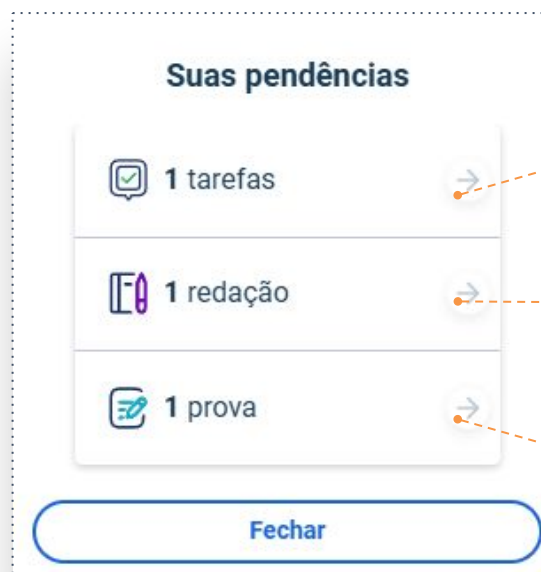 Suas pendências
1 tarefas
1 redação
1 prova
Fechar